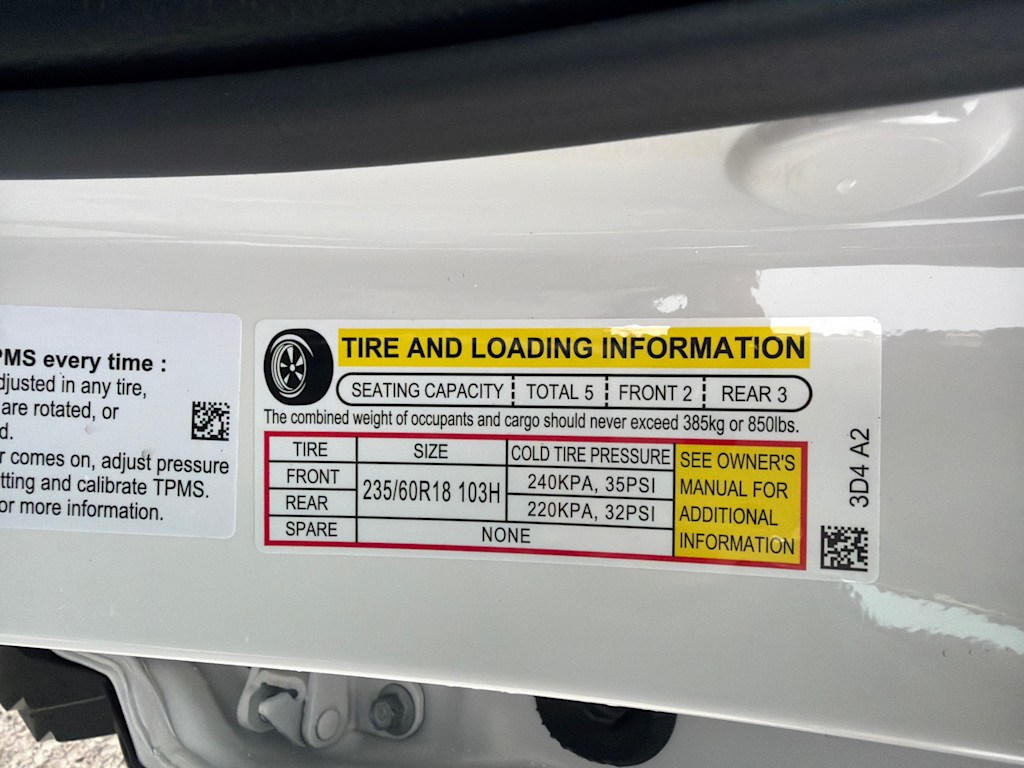 PMS every time :
djusted in any tire,
are rotated, or
d.
r comes on, adjust pressure
tting and calibrate TPMS.
or more information.
TIRE AND LOADING INFORMATION
SEATING CAPACITY TOTAL 5 FRONT 2 REAR 3
The combined weight of occupants and cargo should never exceed 385kg or 850lbs.
TIRE SIZE COLD TIRE PRESSURE
FRONT 235/60R18 103H 240KPA, 35PSI
REAR 220KPA, 32PSI
SPARE NONE
SEE OWNER'S
MANUAL FOR
ADDITIONAL
INFORMATION
3D4 A2